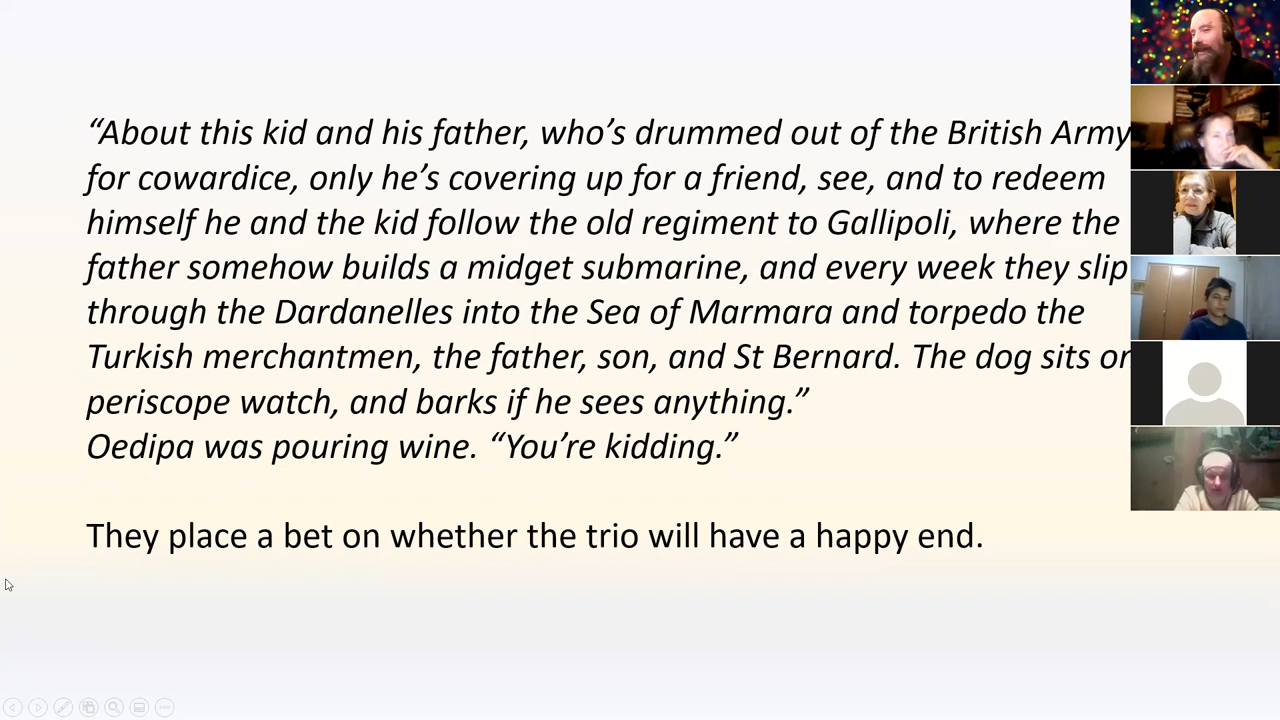 “About this kid and his father, who’s drummed out of the British Army
for cowardice, only he’s covering up for a friend, see, and to redeem
himself he and the kid follow the old regiment to Gallipoli, where the
father somehow builds a midget submarine, and every week they slip
through the Dardanelles into the Sea of Marmara and torpedo the
Turkish merchantmen, the father, son, and St Bernard. The dog sits on
periscope watch, and barks if he sees anything.”
Oedipa was pouring wine. “You’re kidding.”
They place a bet on whether the trio will have a happy end.